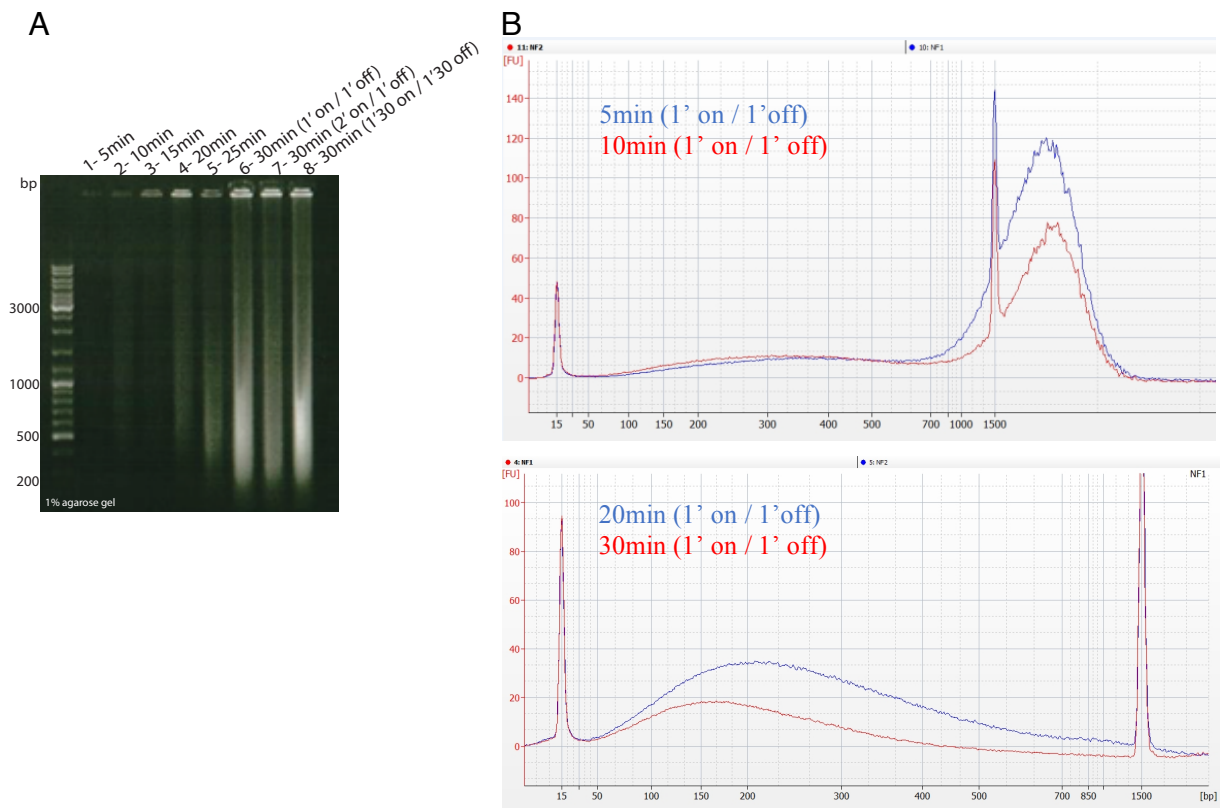 A
1- 5min
2- 10min
3- 15min
4- 20min
5- 25min
6- 30min (1' on / 1' off)
7- 30min (2' on / 1' off)
8- 30min (1'30 on / 1'30 off)
bp
3000
1000
500
200
1% agarose gel
B
11: NF2
10: NF1
[FU]
5min (1' on / 1'off)
10min (1' on / 1' off)
140
120
100
80
60
40
20
0
15 50 100 200 300 400 500 700 1000 1500
4: NF1
5: NF2
[FU]
NF1
20min (1' on / 1'off)
30min (1' on / 1' off)
100
80
60
40
20
0
15 50 100 200 300 400 500 700 850 1500 [bp]